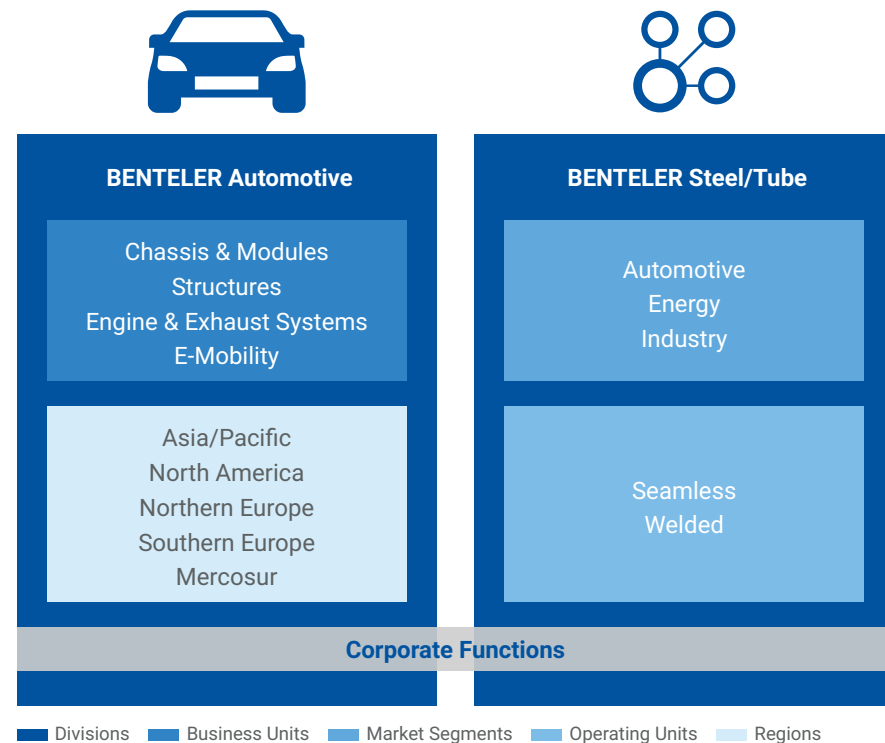 BENTELER Automotive
Chassis & Modules
Structures
Engine & Exhaust Systems
E-Mobility
Asia/Pacific
North America
Northern Europe
Southern Europe
Mercosur
BENTELER Steel/Tube
Automotive
Energy
Industry
Seamless
Welded
Corporate Functions
Divisions Business Units Market Segments Operating Units Regions